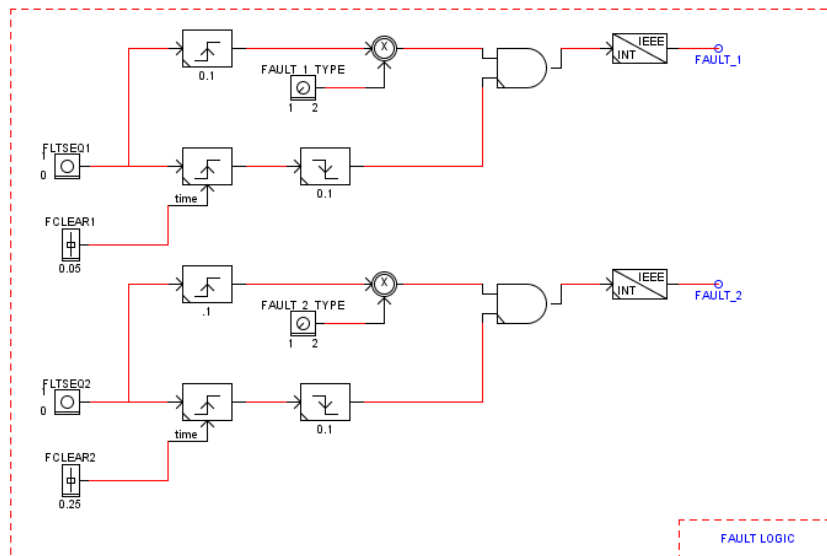 0.1
FAULT_1_TYPE
X
1 2
IEEE
INT
FAULT_1
FLTSEQ1
1
0
time
0.1
FCLEAR1
0.05
.1
FAULT_2_TYPE
X
1 2
IEEE
INT
FAULT_2
FLTSEQ2
1
0
time
0.1
FCLEAR2
0.25
FAULT LOGIC